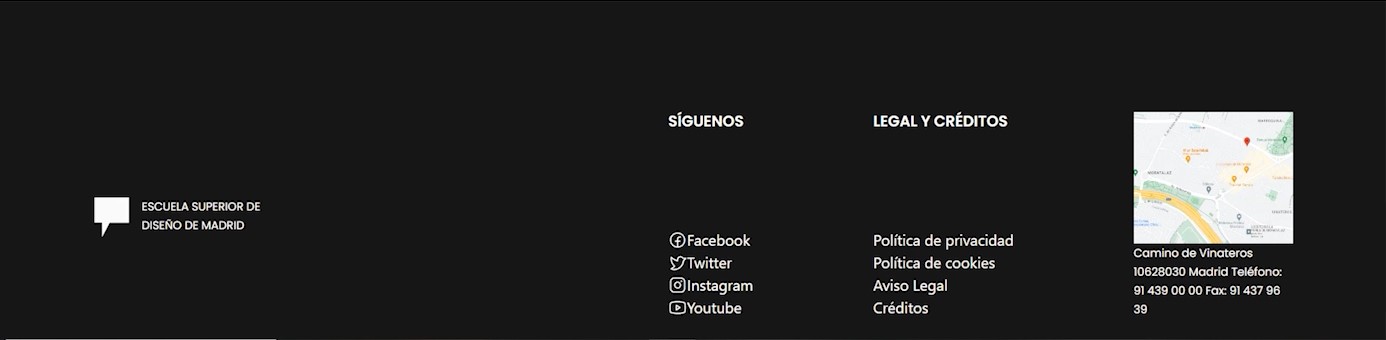 ESCUELA SUPERIOR DE
DISEÑO DE MADRID
SÍGUENOS
Facebook
Twitter
Instagram
Youtube
LEGAL Y CRÉDITOS
Política de privacidad
Política de cookies
Aviso Legal
Créditos
Camino de Vinateros
10628030 Madrid Teléfono:
91 439 00 00 Fax: 91 437 96
39